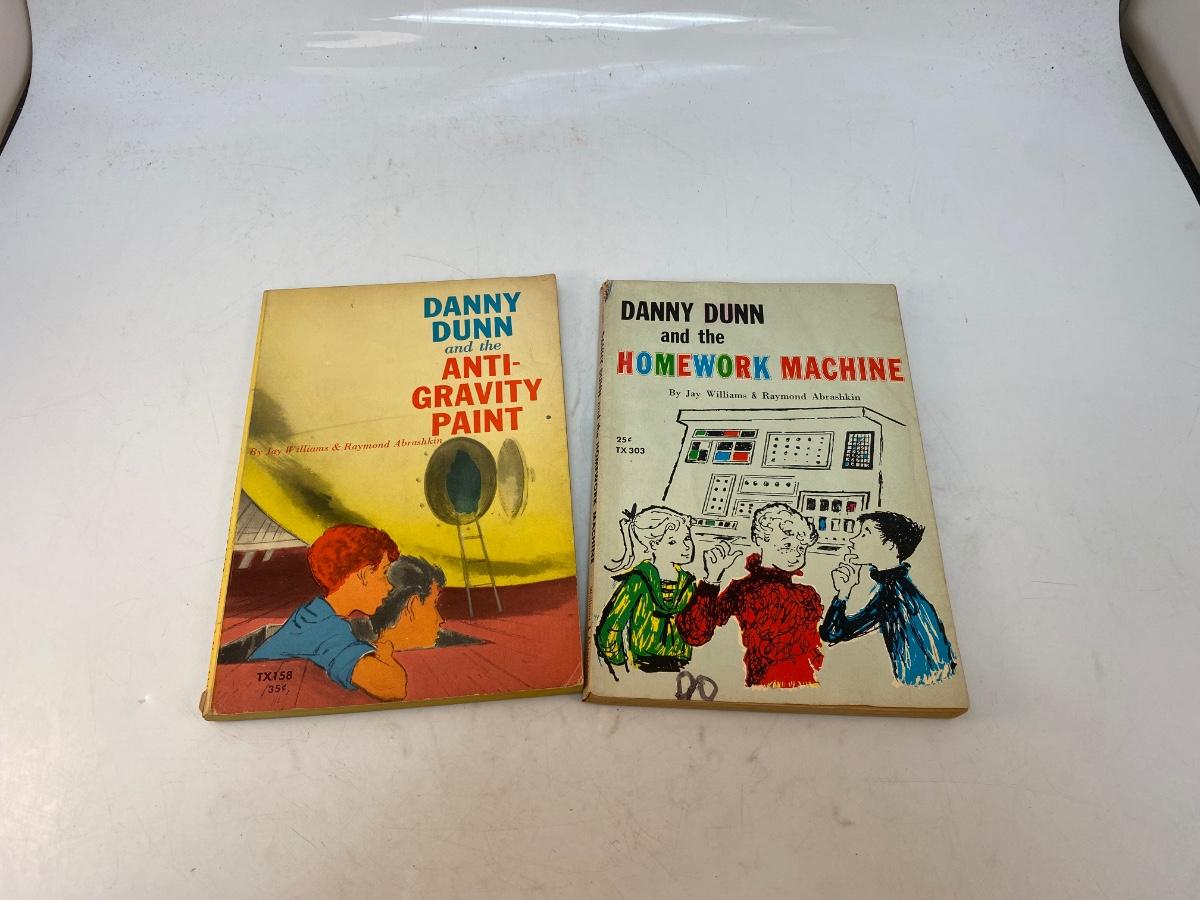 DANNY
DUNN
and the
ANTI-
GRAVITY
PAINT
By Jay Williams & Raymond Abrashkin
TX158
35¢
DANNY DUNN
and the
HOMEWORK MACHINE
By Jay Williams & Raymond Abrashkin
25¢
TX 303